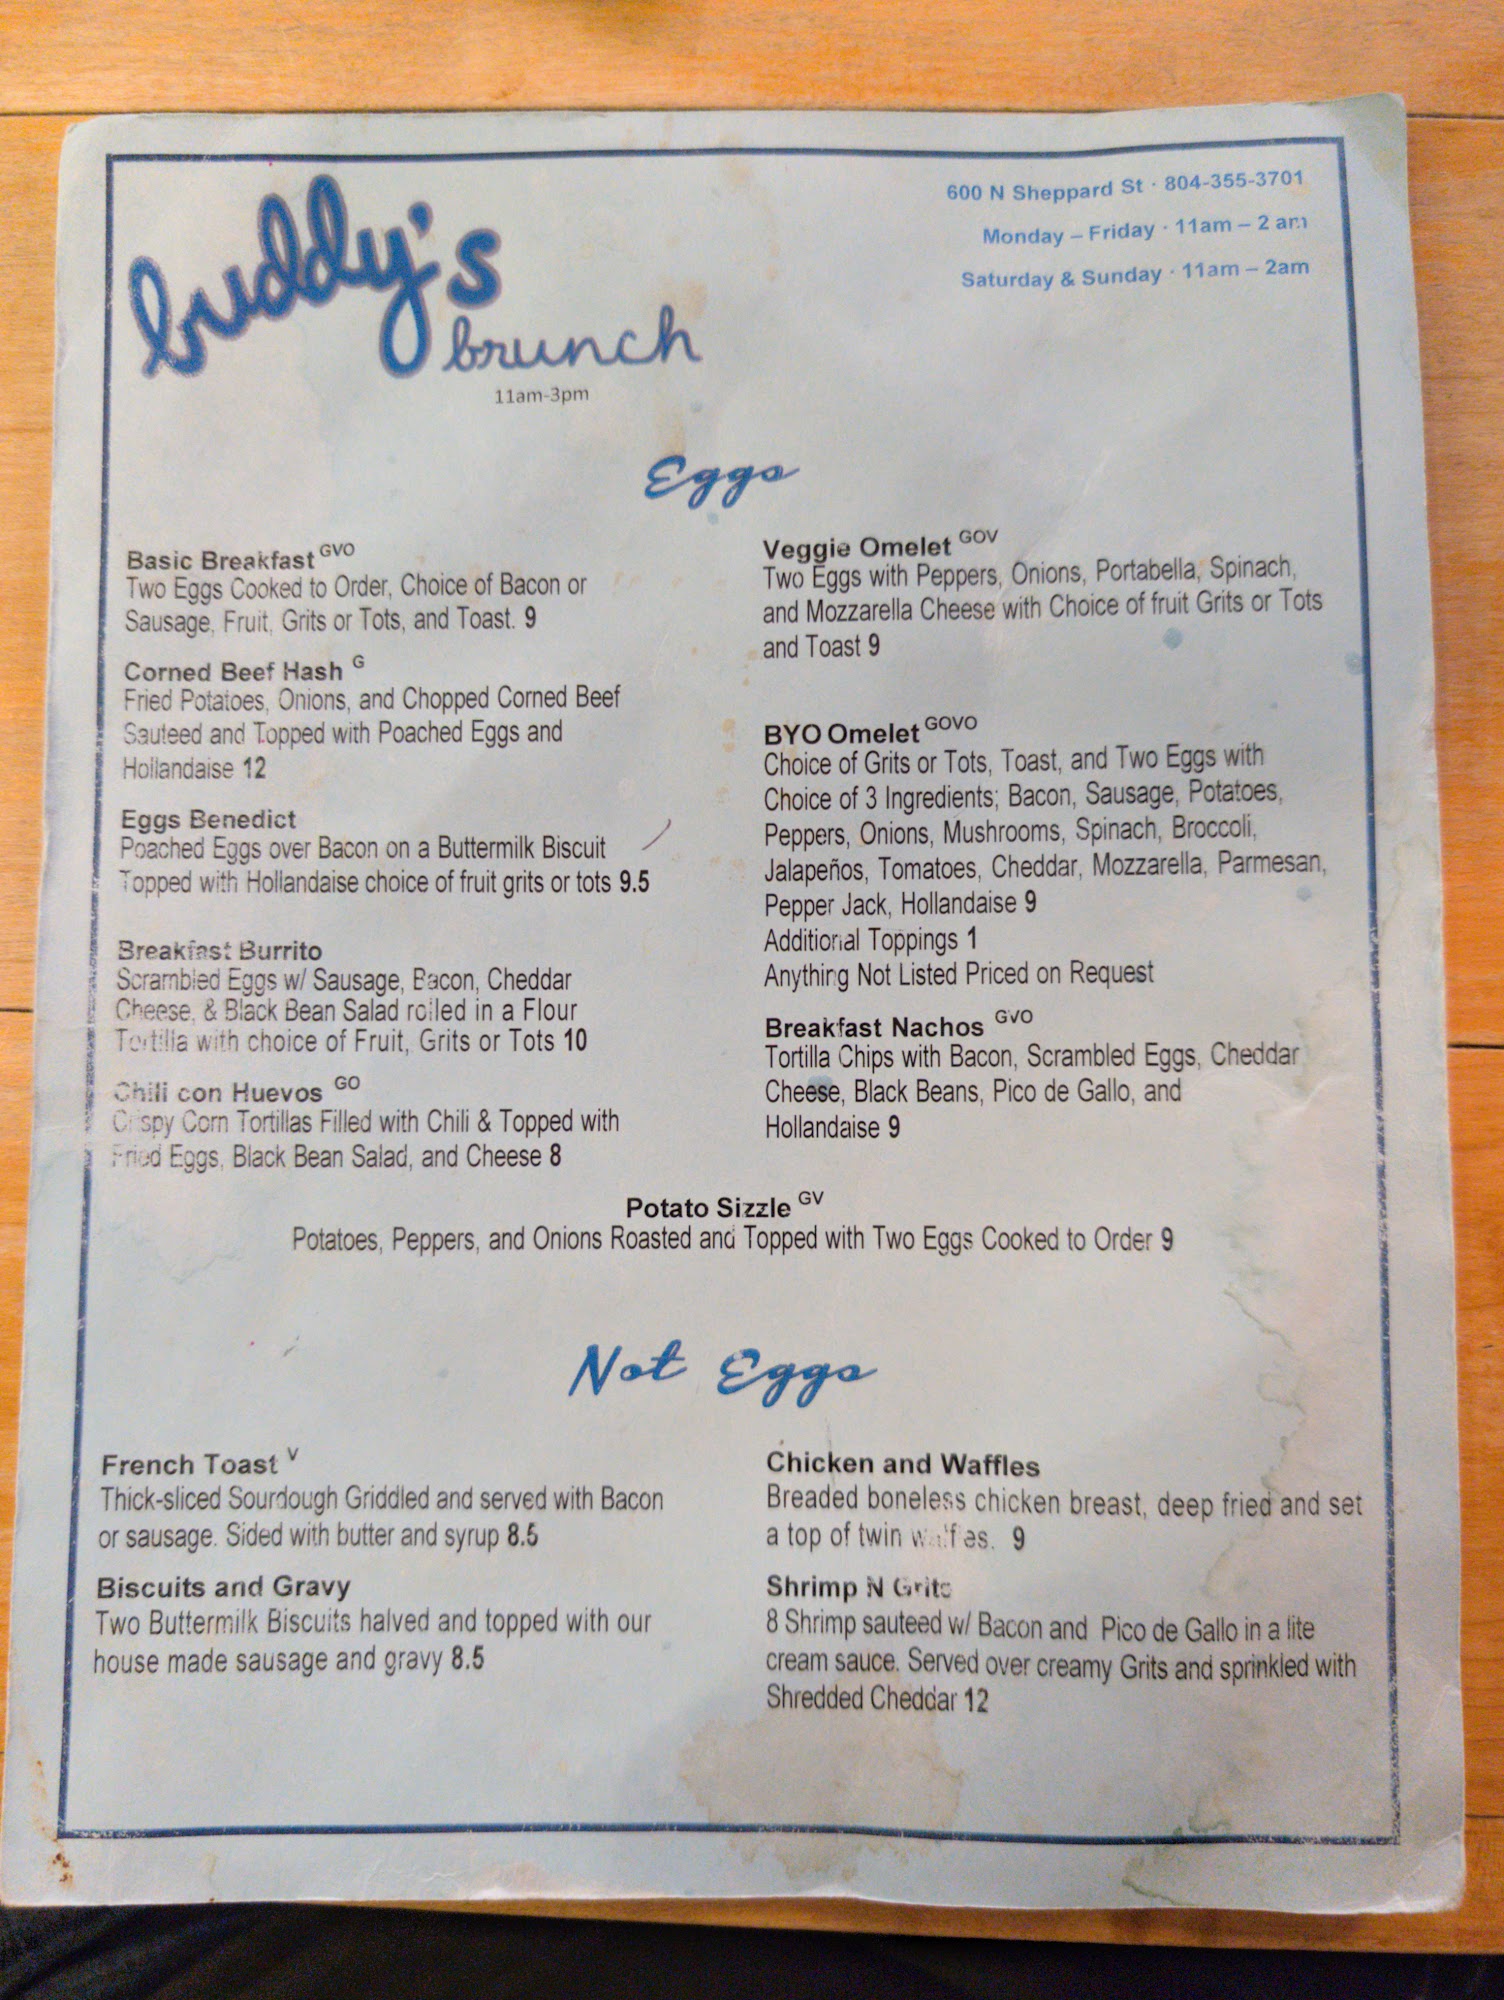 buddy's
brunch
11am-3pm
600 N Sheppard St · 804-355-3701
Monday – Friday · 11am – 2 am
Saturday & Sunday · 11am – 2am
Eggs
Basic Breakfast GVO
Two Eggs Cooked to Order, Choice of Bacon or
Sausage, Fruit, Grits or Tots, and Toast. 9
Corned Beef Hash G
Fried Potatoes, Onions, and Chopped Corned Beef
Sauteed and Topped with Poached Eggs and
Hollandaise 12
Eggs Benedict
Poached Eggs over Bacon on a Buttermilk Biscuit
Topped with Hollandaise choice of fruit grits or tots 9.5
Breakfast Burrito
Scrambled Eggs w/ Sausage, Bacon, Cheddar
Cheese, & Black Bean Salad rolled in a Flour
Tortilla with choice of Fruit, Grits or Tots 10
Chili con Huevos GO
Crispy Corn Tortillas Filled with Chili & Topped with
Fried Eggs, Black Bean Salad, and Cheese 8
Veggie Omelet GOV
Two Eggs with Peppers, Onions, Portabella, Spinach,
and Mozzarella Cheese with Choice of fruit Grits or Tots
and Toast 9
BYO Omelet GOVO
Choice of Grits or Tots, Toast, and Two Eggs with
Choice of 3 Ingredients; Bacon, Sausage, Potatoes,
Peppers, Onions, Mushrooms, Spinach, Broccoli,
Jalapeños, Tomatoes, Cheddar, Mozzarella, Parmesan,
Pepper Jack, Hollandaise 9
Additional Toppings 1
Anything Not Listed Priced on Request
Breakfast Nachos GVO
Tortilla Chips with Bacon, Scrambled Eggs, Cheddar
Cheese, Black Beans, Pico de Gallo, and
Hollandaise 9
Potato Sizzle GV
Potatoes, Peppers, and Onions Roasted and Topped with Two Eggs Cooked to Order 9
Not Eggs
French Toast V
Thick-sliced Sourdough Griddled and served with Bacon
or sausage. Sided with butter and syrup 8.5
Biscuits and Gravy
Two Buttermilk Biscuits halved and topped with our
house made sausage and gravy 8.5
Chicken and Waffles
Breaded boneless chicken breast, deep fried and set
a top of twin waffles. 9
Shrimp N Grits
8 Shrimp sauteed w/ Bacon and Pico de Gallo in a lite
cream sauce. Served over creamy Grits and sprinkled with
Shredded Cheddar 12